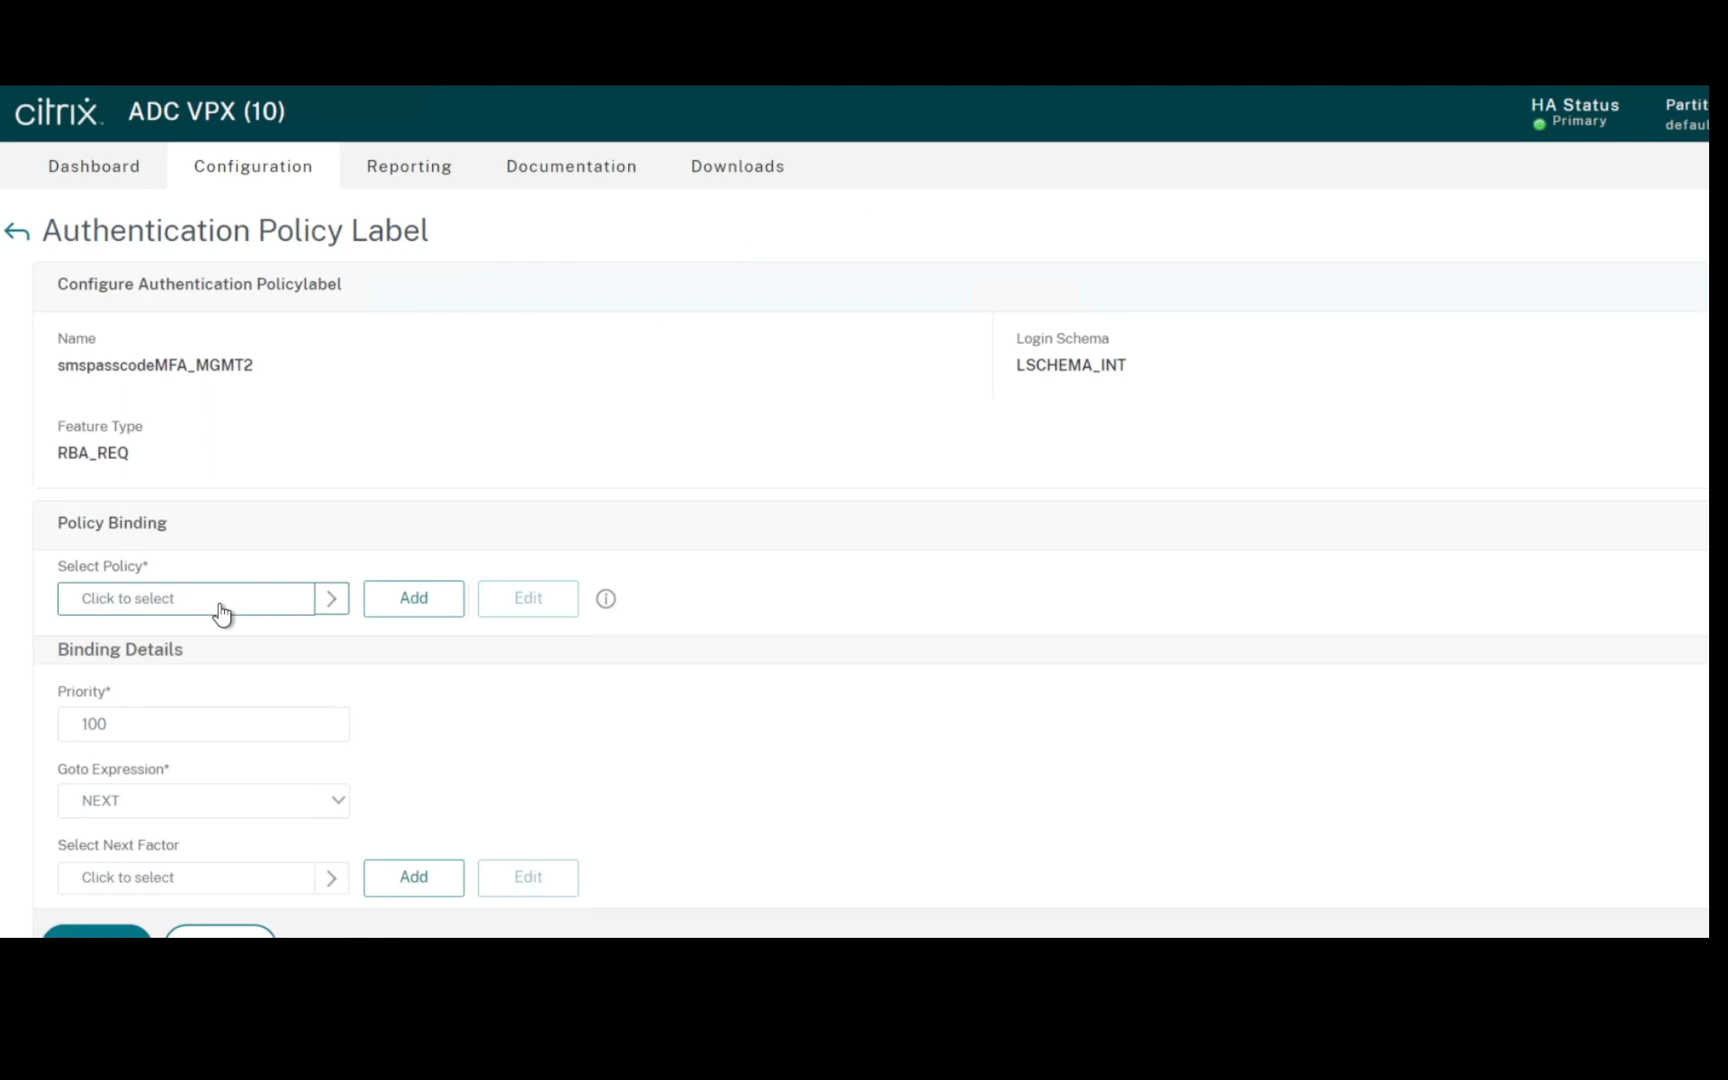 citrix ADC VPX (10)
HA Status
Primary
Partit
defaul
Dashboard Configuration Reporting Documentation Downloads
Authentication Policy Label
Configure Authentication Policylabel
Name
smspasscodeMFA_MGMT2
Login Schema
LSCHEMA_INT
Feature Type
RBA_REQ
Policy Binding
Select Policy*
Click to select Add Edit
Binding Details
Priority*
100
Goto Expression*
NEXT
Select Next Factor
Click to select Add Edit